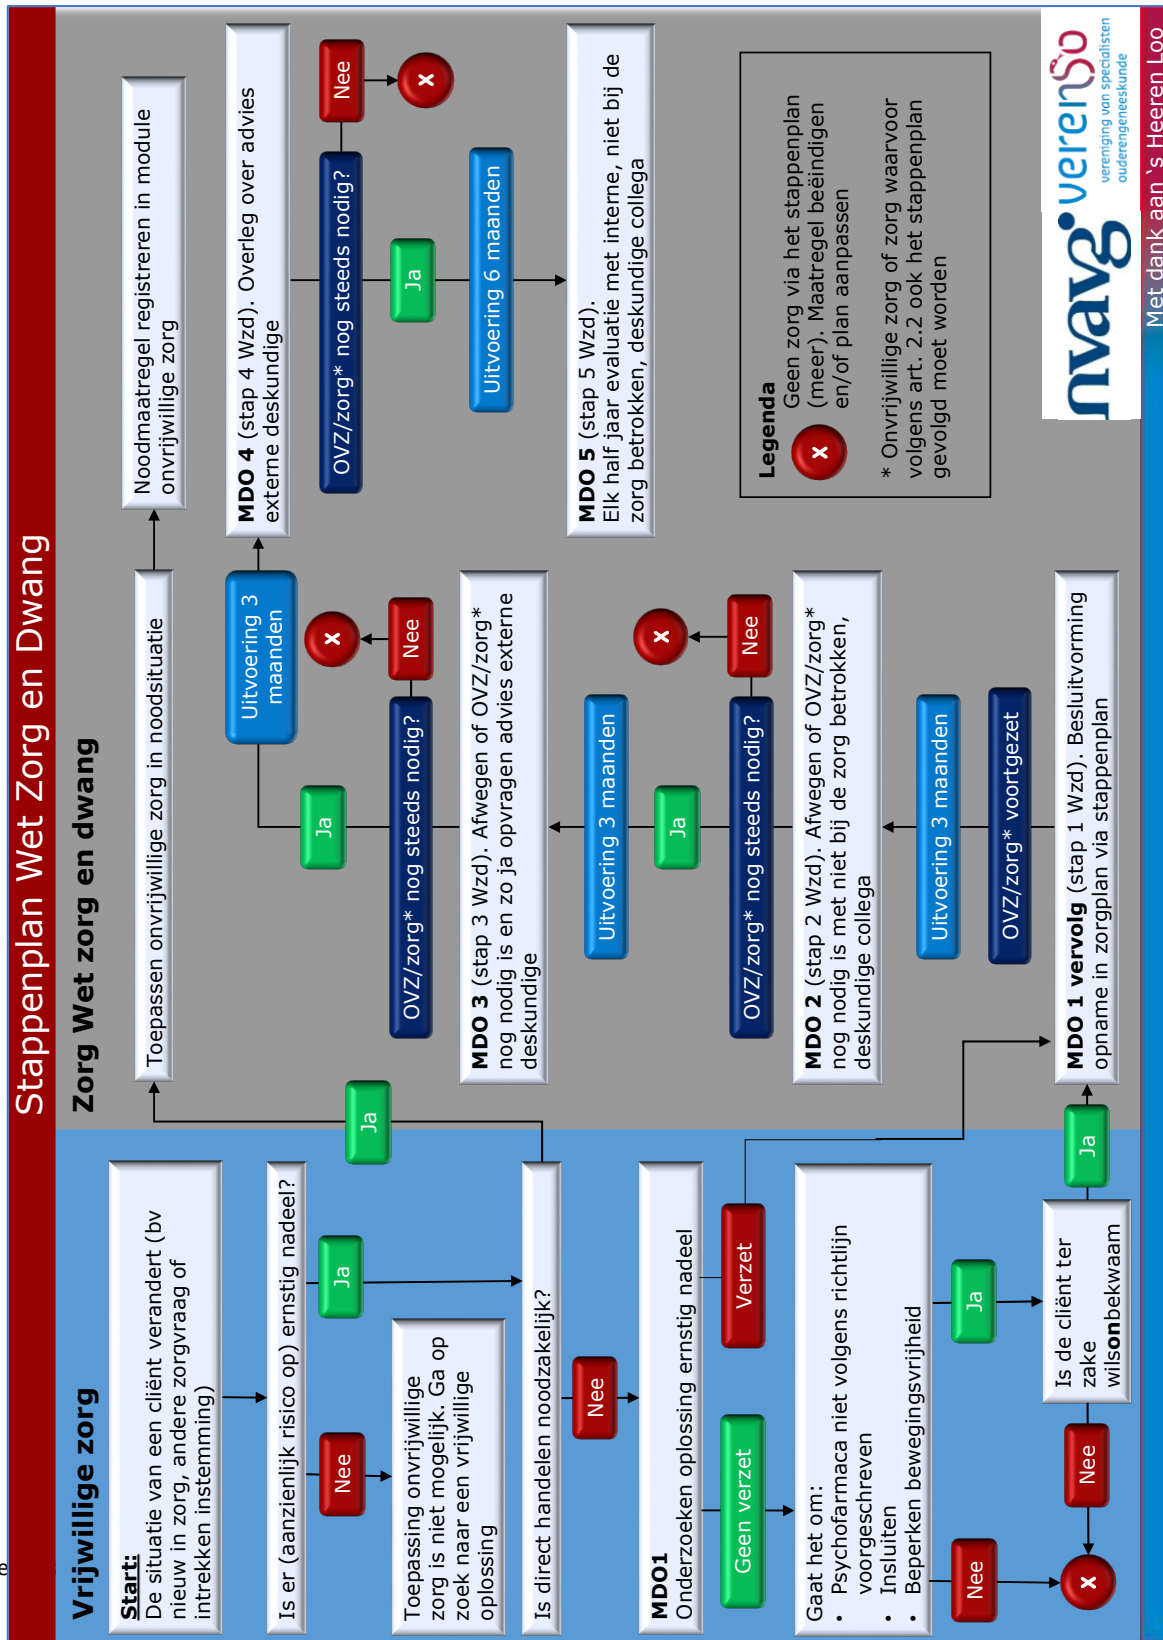 Stappenplan Wet Zorg en Dwang
Vrijwillige zorg
Start:
De situatie van een cliënt verandert (bv
nieuw in zorg, andere zorgvraag of
intrekken instemming)
Is er (aanzienlijk risico op) ernstig nadeel?
Nee
Ja
Toepassing onvrijwillige
zorg is niet mogelijk. Ga op
zoek naar een vrijwillige
oplossing
Is direct handelen noodzakelijk?
Nee
Ja
MDO1
Onderzoeken oplossing ernstig nadeel
Geen verzet
Verzet
Gaat het om:
• Psychofarmaca niet volgens richtlijn
voorgeschreven
• Insluiten
• Beperken bewegingsvrijheid
Nee
Ja
Is de cliënt ter
zake
wilsonbekwaam
x
Nee
Ja
Zorg Wet zorg en dwang
Toepassen onvrijwillige zorg in noodsituatie
Noodmaatregel registreren in module
onvrijwillige zorg
MDO 1 vervolg (stap 1 Wzd). Besluitvorming
opname in zorgplan via stappenplan
OVZ/zorg* voortgezet
Uitvoering 3 maanden
MDO 2 (stap 2 Wzd). Afwegen of OVZ/zorg*
nog nodig is met niet bij de zorg betrokken,
deskundige collega
OVZ/zorg* nog steeds nodig?
Nee
x
Ja
Uitvoering 3 maanden
MDO 3 (stap 3 Wzd). Afwegen of OVZ/zorg*
nog nodig is en zo ja opvragen advies externe
deskundige
OVZ/zorg* nog steeds nodig?
Nee
x
Ja
Uitvoering 3
maanden
MDO 4 (stap 4 Wzd). Overleg over advies
externe deskundige
OVZ/zorg* nog steeds nodig?
Nee
x
Ja
Uitvoering 6 maanden
MDO 5 (stap 5 Wzd).
Elk half jaar evaluatie met interne, niet bij de
zorg betrokken, deskundige collega
Legenda
x
Geen zorg via het stappenplan
(meer). Maatregel beëindigen
en/of plan aanpassen
* Onvrijwillige zorg of zorg waarvoor
volgens art. 2.2 ook het stappenplan
gevolgd moet worden
nvavg
verenso
vereniging van specialisten
ouderengeneeskunde
Met dank aan `s Heeren Loo